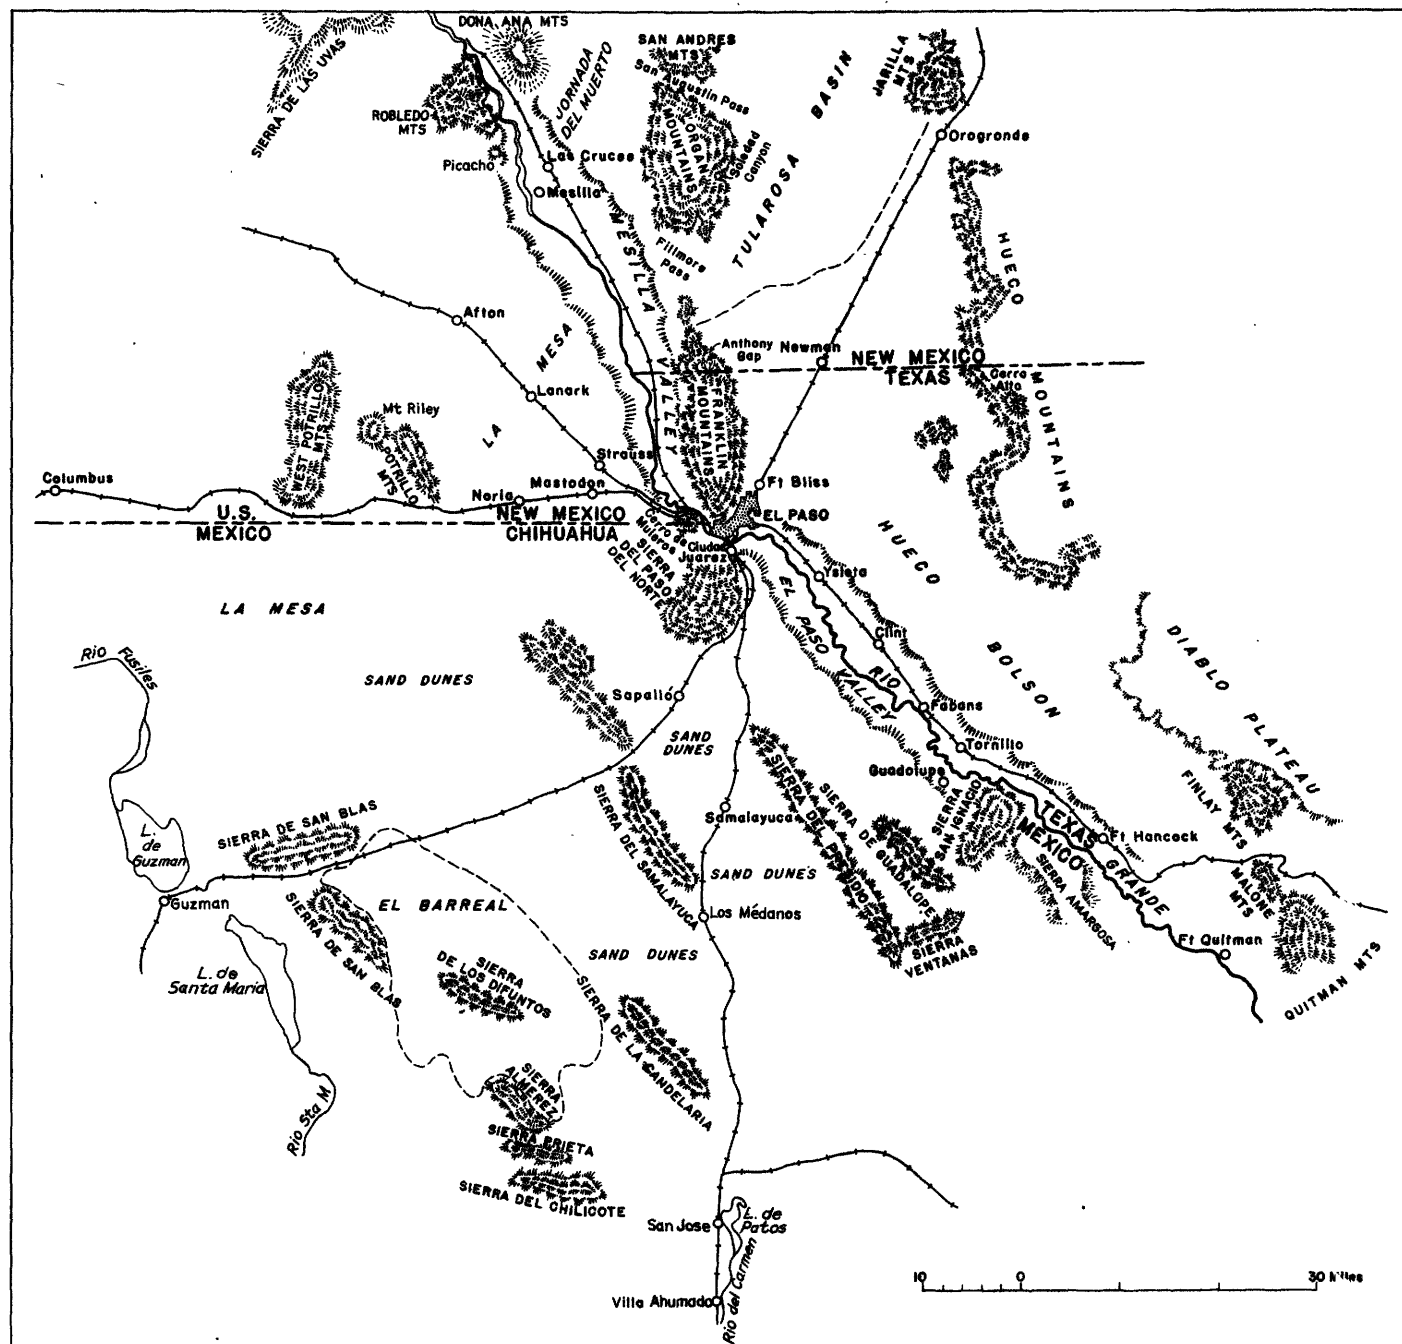 DONA ANA MTS
SIERRA DE LAS UVAS
ROBLEDO
MTS
Picacho
JORNADA
DEL MUERTO
SAN ANDRES
MTS
San Augustin Pass
ORGAN
MOUNTAINS
Soledad
Canyon
TULAROSA BASIN
JARILLA
MTS
Orogronde
Las Cruces
Mesilla
MESILLA VALLEY
Fillmore
Pass
HUECO MOUNTAINS
Afton
LA MESA
Lanark
Anthony
Gap
Newman
NEW MEXICO
TEXAS
Cerro
Alto
FRANKLIN
MOUNTAINS
WEST POTRILLO
MTS
Mt Riley
POTRILLO
MTS
Strauss
Columbus
Noria
Mastodon
Ft Bliss
EL PASO
U.S.
MEXICO
NEW MEXICO
CHIHUAHUA
Cerro de
Muleros
Ciudad
Juarez
SIERRA
DEL PASO
DEL NORTE
HUECO BOLSON
Ysleta
EL PASO VALLEY
LA MESA
Clint
RIO GRANDE
DIABLO PLATEAU
Rio Fusiles
SAND DUNES
Sapalló
SAND
DUNES
Fabans
Tornillo
Guadolupe
FINLAY MTS
SIERRA DE SAN BLAS
L.
de
Guzman
Guzman
SIERRA DEL SAMALAYUCA
Samalayuca
SIERRA DEL PRISIDIO
SIERRA DE GUADALUPE
SIERRA
SAN IGNACIO
TEXAS
MEXICO
Ft Hancock
SAND DUNES
SIERRA AMARGOSA
MALONE
MTS
EL BARREAL
SIERRA DE SAN BLAS
Los Médanos
SIERRA
VENTANAS
Ft Quitman
QUITMAN MTS
L. de
Santa Maria
SIERRA
DE LOS DIFUNTOS
SAND DUNES
SIERRA DE LA CANDELARIA
Rio Sta M
SIERRA
ALMEREZ
SIERRA PRIETA
SIERRA DEL CHILICOTE
San Jose
L. de
Patos
Rio del Carmen
Villa Ahumado
10 0 30 Miles